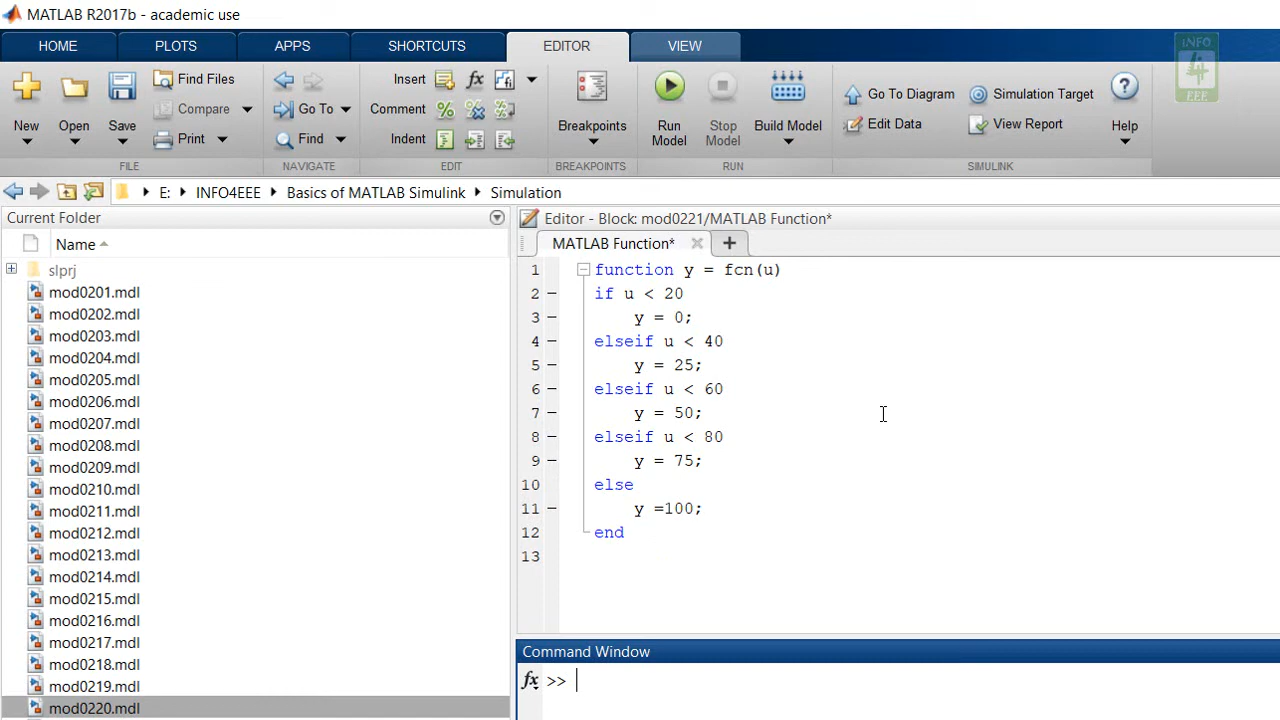 MATLAB R2017b - academic use
HOME PLOTS APPS SHORTCUTS EDITOR VIEW
INFO
4
EEE
New Open Save Find Files Compare Print
FILE
Go To Find
NAVIGATE
Insert fx
Comment %
Indent
EDIT
Breakpoints
BREAKPOINTS
Run Model Stop Model Build Model
RUN
Go To Diagram Simulation Target
Edit Data View Report
SIMULINK
? Help
E: INFO4EEE Basics of MATLAB Simulink Simulation
Current Folder
Name
slprj
mod0201.mdl
mod0202.mdl
mod0203.mdl
mod0204.mdl
mod0205.mdl
mod0206.mdl
mod0207.mdl
mod0208.mdl
mod0209.mdl
mod0210.mdl
mod0211.mdl
mod0212.mdl
mod0213.mdl
mod0214.mdl
mod0215.mdl
mod0216.mdl
mod0217.mdl
mod0218.mdl
mod0219.mdl
mod0220.mdl
Editor - Block: mod0221/MATLAB Function*
MATLAB Function* +
1 function y = fcn(u)
2 – if u < 20
3 – y = 0;
4 – elseif u < 40
5 – y = 25;
6 – elseif u < 60
7 – y = 50;
8 – elseif u < 80
9 – y = 75;
10 else
11 – y =100;
12 end
13
Command Window
fx >>